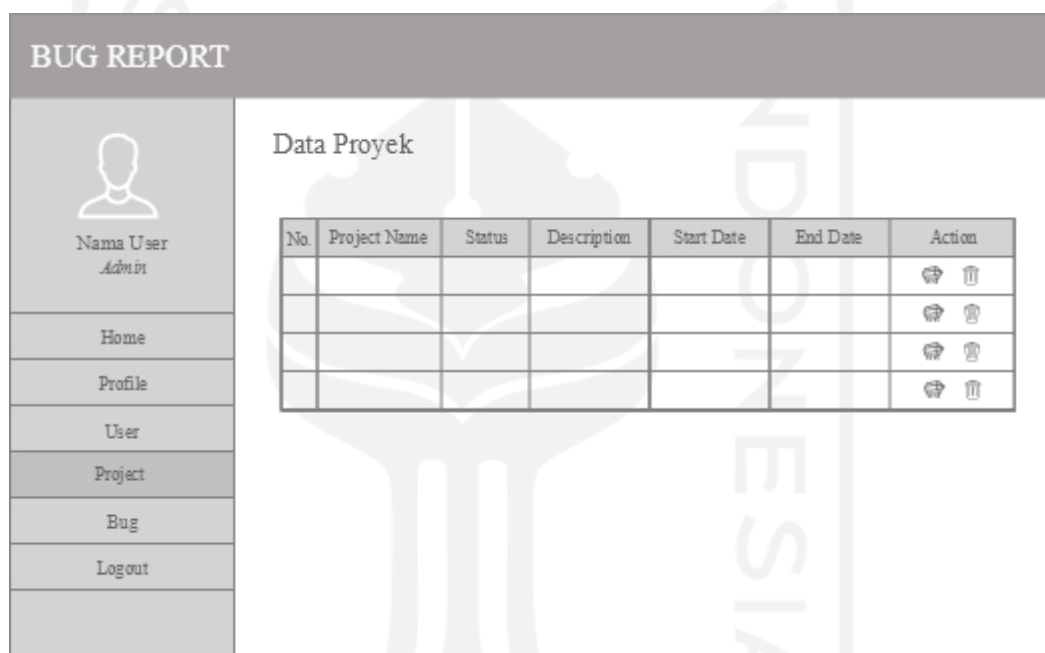 BUG REPORT
Nama User
Admin
Home
Profile
User
Project
Bug
Logout
Data Proyek
No. Project Name Status Description Start Date End Date Action